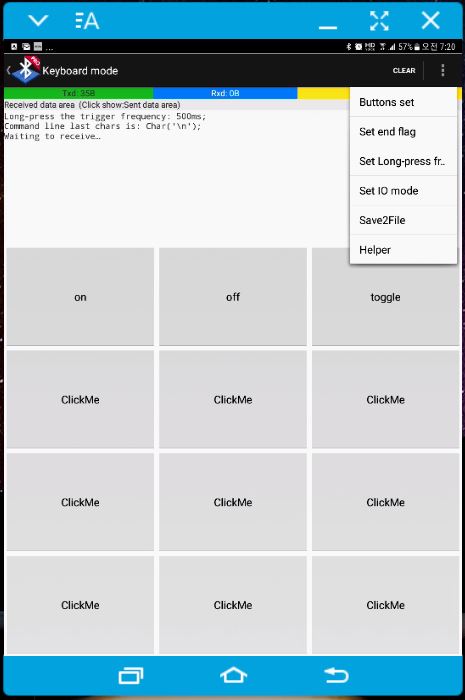 EA
57% 오전 7:20
PRO
Keyboard mode
CLEAR
Txd: 35B
Rxd: 0B
Received data area (Click show:Sent data area)
Long-press the trigger frequency: 500ms;
Command line last chars is: Char('\n');
Waiting to receive…
Buttons set
Set end flag
Set Long-press fr..
Set IO mode
Save2File
Helper
on
off
toggle
ClickMe
ClickMe
ClickMe
ClickMe
ClickMe
ClickMe
ClickMe
ClickMe
ClickMe